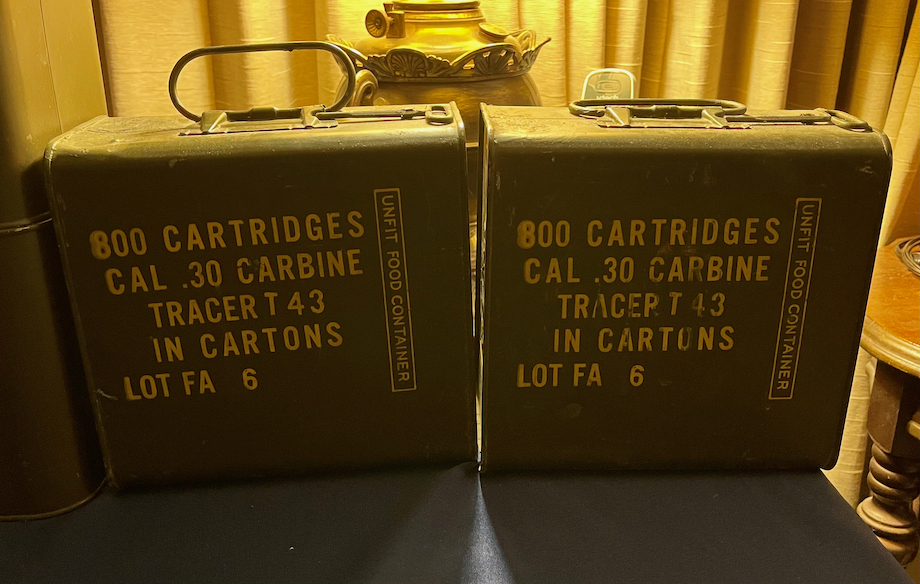 800 CARTRIDGES
CAL .30 CARBINE
TRACER T 43
IN CARTONS
LOT FA 6
UNFIT FOOD CONTAINER
800 CARTRIDGES
CAL .30 CARBINE
TRACER T 43
IN CARTONS
LOT FA 6
UNFIT FOOD CONTAINER